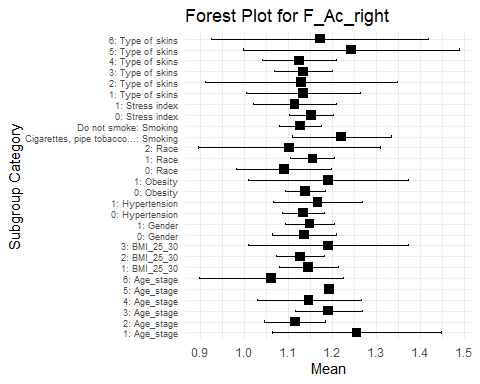 Forest Plot for F_Ac_right
6: Type of skins
5: Type of skins
4: Type of skins
3: Type of skins
2: Type of skins
1: Type of skins
1: Stress index
0: Stress index
Do not smoke: Smoking
Cigarettes, pipe tobacco...: Smoking
2: Race
1: Race
0: Race
1: Obesity
0: Obesity
1: Hypertension
0: Hypertension
1: Gender
0: Gender
3: BMI_25_30
2: BMI_25_30
1: BMI_25_30
6: Age_stage
5: Age_stage
4: Age_stage
3: Age_stage
2: Age_stage
1: Age_stage
Subgroup Category
0.9 1.0 1.1 1.2 1.3 1.4 1.5
Mean